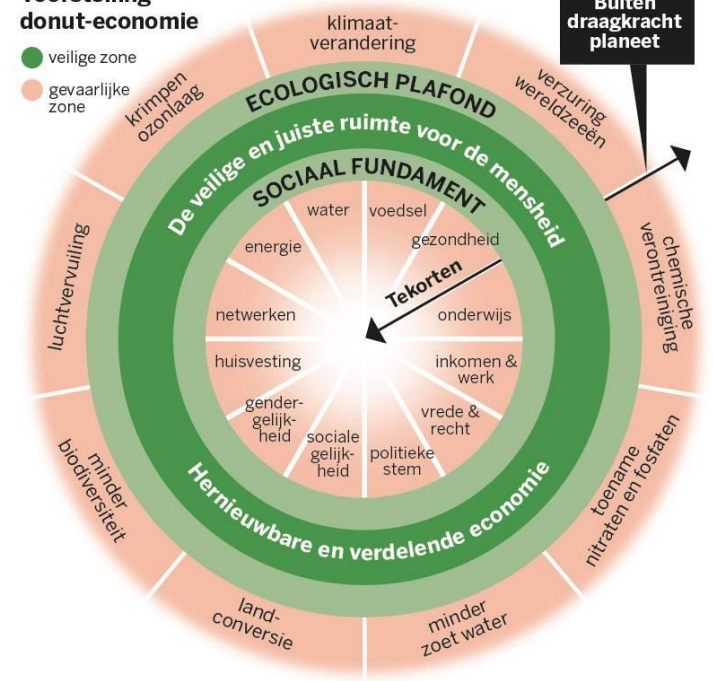 donut-economie
veilige zone
gevaarlijke
zone
Buiten
draagkracht
planeet
klimaat-
verandering
verzuring
wereldzeeën
chemische
verontreiniging
toename
nitraten en fosfaten
minder
zoet water
land-
conversie
minder
biodiversiteit
luchtvervuiling
krimpen
ozonlaag
ECOLOGISCH PLAFOND
De veilige en juiste ruimte voor de mensheid
SOCIAAL FUNDAMENT
water
voedsel
gezondheid
onderwijs
inkomen &
werk
vrede &
recht
politieke
stem
sociale
gelijk-
heid
gender-
gelijk-
heid
huisvesting
netwerken
energie
Tekorten
Hernieuwbare en verdelende economie